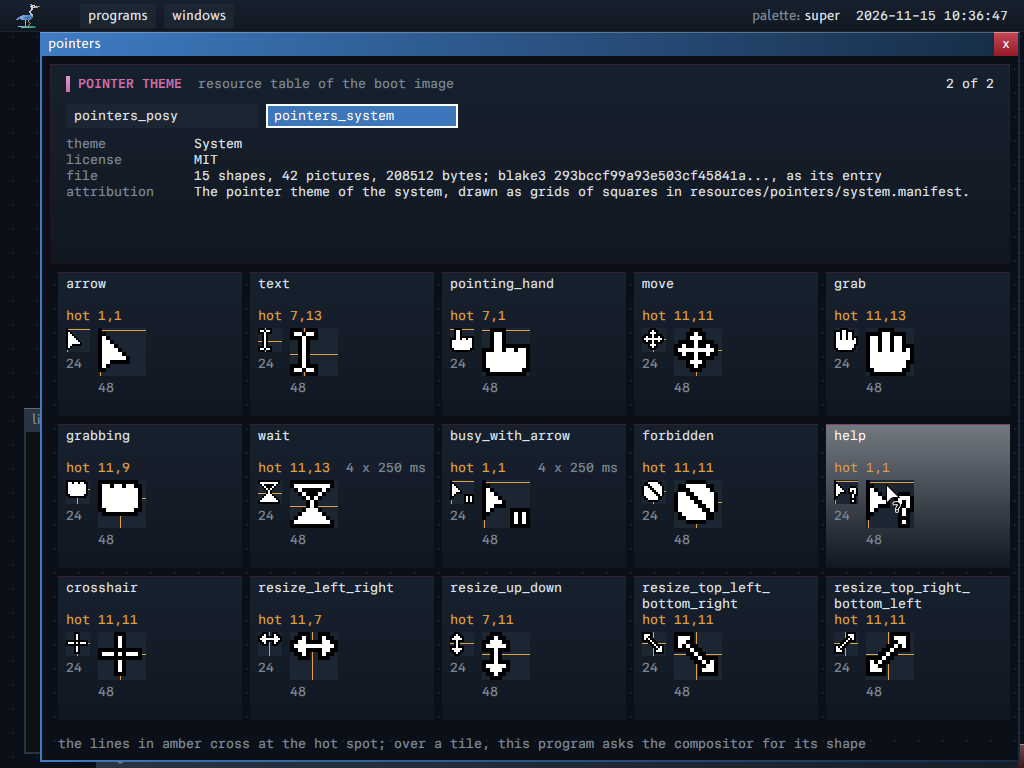 programs windows palette: super 2026-11-15 10:36:47
pointers x
POINTER THEME resource table of the boot image 2 of 2
pointers_posy pointers_system
theme System
license MIT
file 15 shapes, 42 pictures, 208512 bytes; blake3 293bccf99a93e503cf45841a..., as its entry
attribution The pointer theme of the system, drawn as grids of squares in resources/pointers/system.manifest.
arrow text pointing_hand move grab
hot 1,1 hot 7,13 hot 7,1 hot 11,11 hot 11,13
24 24 24 24 24
48 48 48 48 48
grabbing wait busy_with_arrow forbidden help
hot 11,9 hot 11,13 4 x 250 ms hot 1,1 4 x 250 ms hot 11,11 hot 1,1
24 24 24 24 24
48 48 48 48 48
crosshair resize_left_right resize_up_down resize_top_left_ resize_top_right_
bottom_right bottom_left
hot 11,11 hot 11,7 hot 7,11 hot 11,11 hot 11,11
24 24 24 24 24
48 48 48 48 48
the lines in amber cross at the hot spot; over a tile, this program asks the compositor for its shape